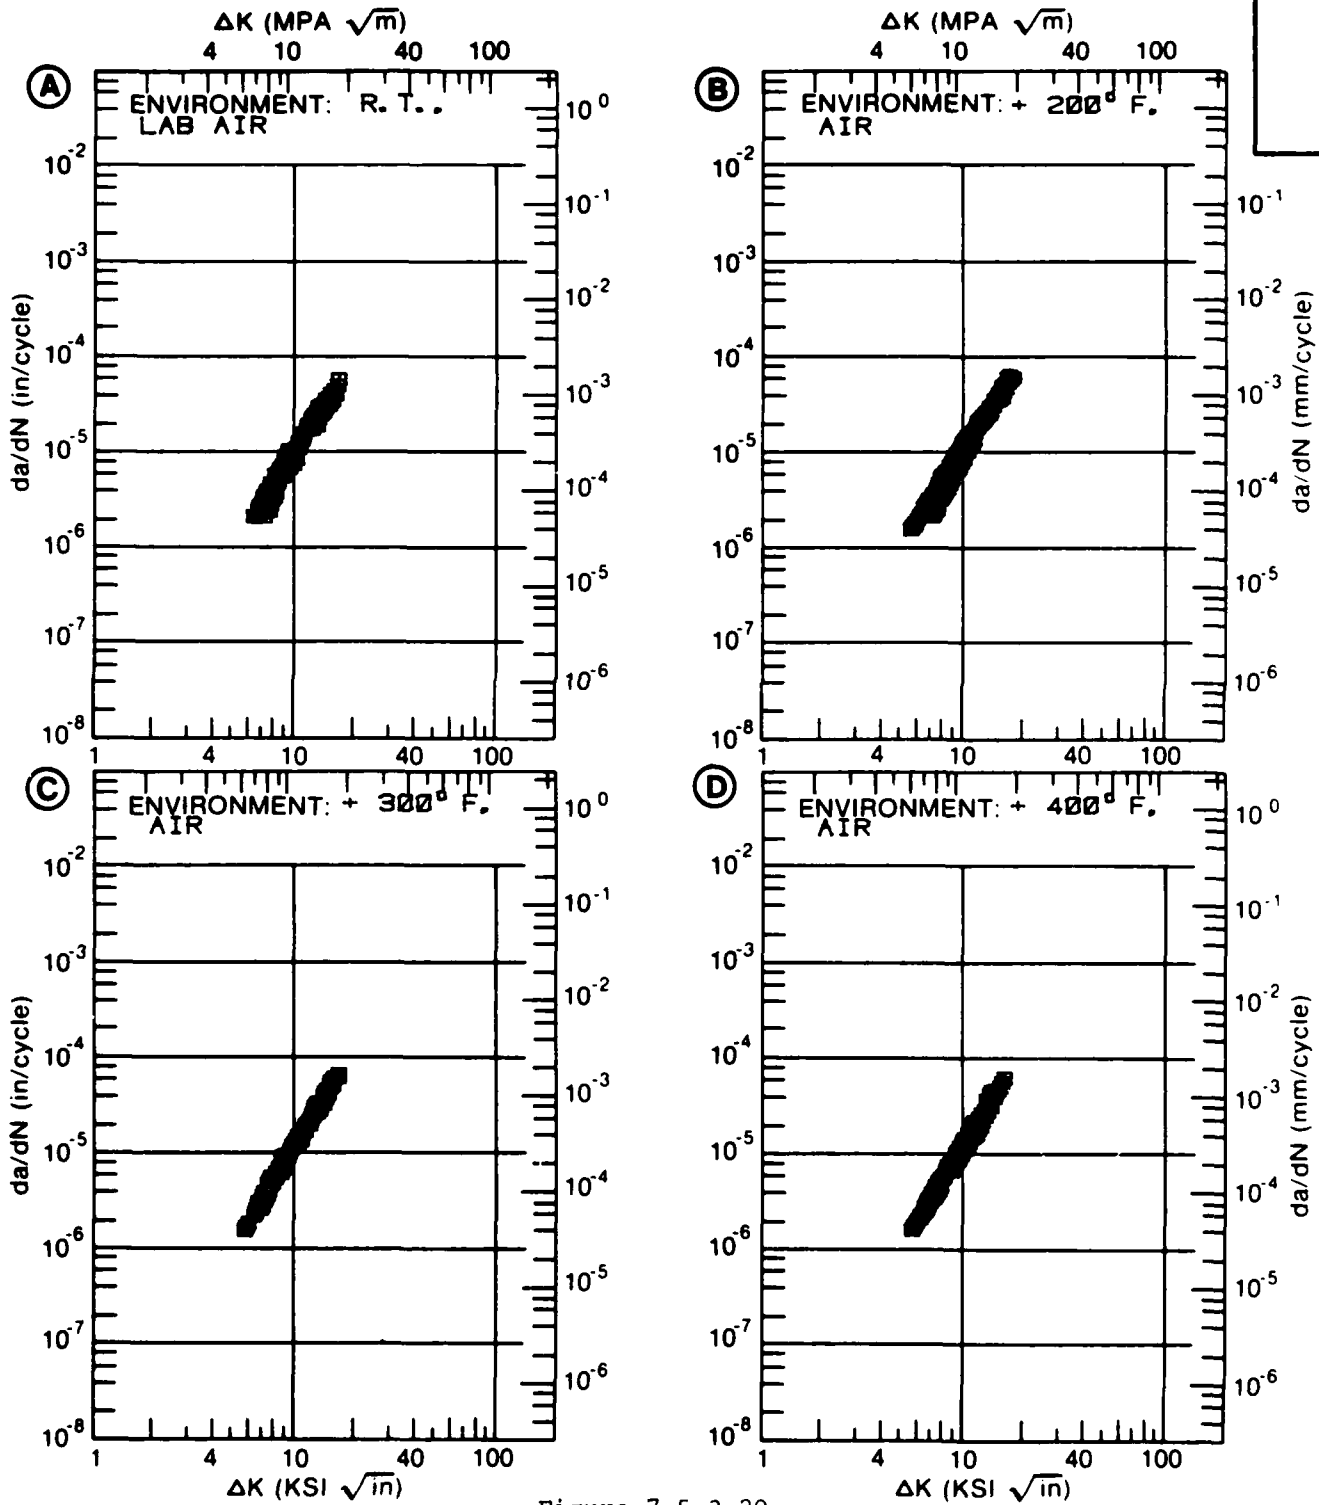 ΔK (MPA √m)
4 10 40 100
A
ENVIRONMENT: R. T..
LAB AIR
10^0
10^-1
10^-2
10^-3
10^-4
10^-5
10^-6
10^-2
10^-3
10^-4
10^-5
10^-6
10^-7
10^-8
da/dN (in/cycle)
1 4 10 40 100
ΔK (MPA √m)
4 10 40 100
B
ENVIRONMENT: + 200° F.
AIR
10^-2
10^-3
10^-4
10^-5
10^-6
10^-7
10^-8
10^-1
10^-2
10^-3
10^-4
10^-5
10^-6
da/dN (mm/cycle)
1 4 10 40 100
C
ENVIRONMENT: + 300° F.
AIR
10^0
10^-1
10^-2
10^-3
10^-4
10^-5
10^-6
10^-2
10^-3
10^-4
10^-5
10^-6
10^-7
10^-8
da/dN (in/cycle)
1 4 10 40 100
ΔK (KSI √in)
D
ENVIRONMENT: + 400° F.
AIR
10^0
10^-1
10^-2
10^-3
10^-4
10^-5
10^-6
10^-2
10^-3
10^-4
10^-5
10^-6
10^-7
10^-8
da/dN (mm/cycle)
1 4 10 40 100
ΔK (KSI √in)